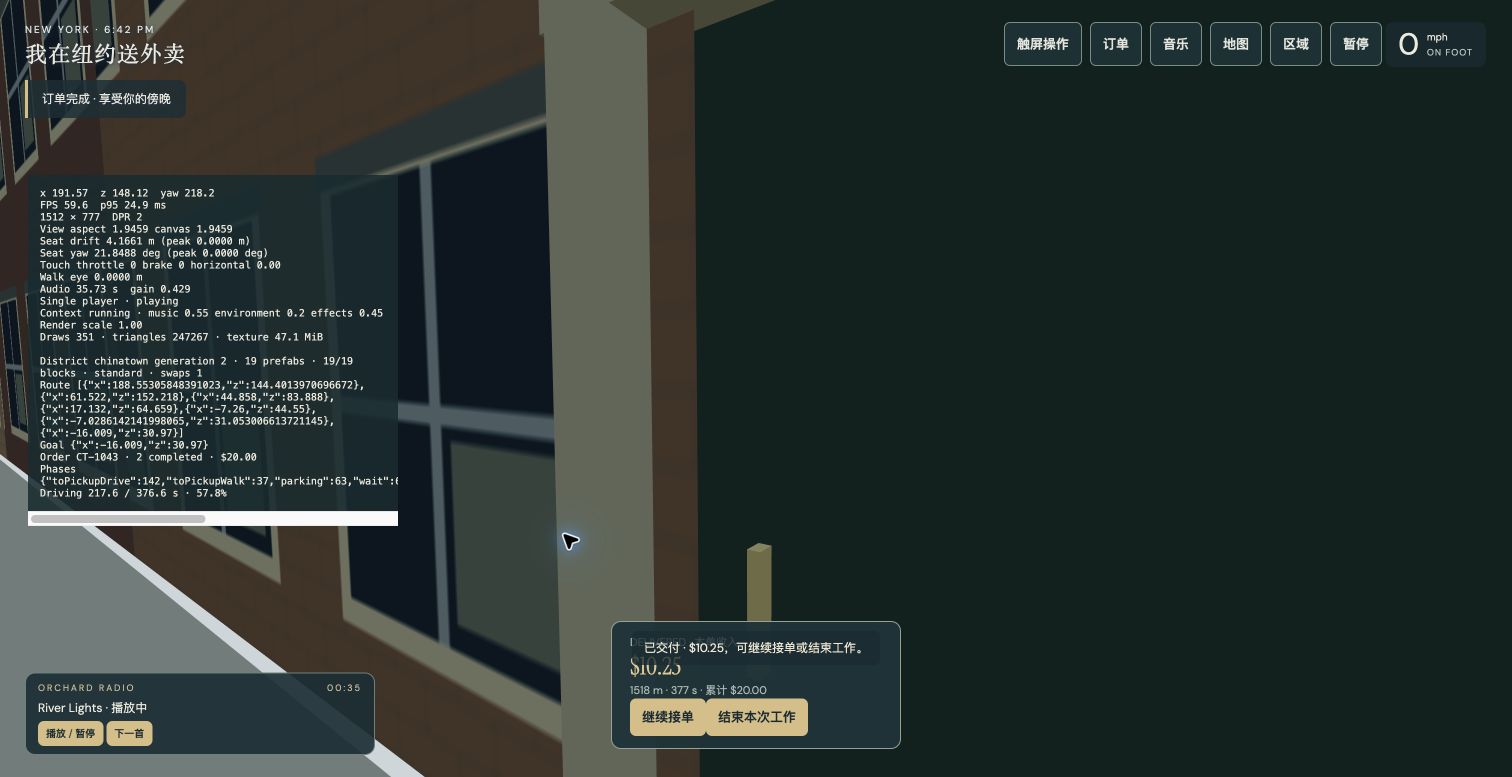 NEW YORK · 6:42 PM
我在纽约送外卖
订单完成 · 享受你的傍晚
触屏操作
订单
音乐
地图
区域
暂停
0 mph
ON FOOT
x 191.57 z 148.12 yaw 218.2
FPS 59.6 p95 24.9 ms
1512 × 777 DPR 2
View aspect 1.9459 canvas 1.9459
Seat drift 4.1661 m (peak 0.0000 m)
Seat yaw 21.8488 deg (peak 0.0000 deg)
Touch throttle 0 brake 0 horizontal 0.00
Walk eye 0.0000 m
Audio 35.73 s gain 0.429
Single player · playing
Context running · music 0.55 environment 0.2 effects 0.45
Render scale 1.00
Draws 351 · triangles 247267 · texture 47.1 MiB
District chinatown generation 2 · 19 prefabs · 19/19
blocks · standard · swaps 1
Route [{"x":188.55305848391023,"z":144.4013970696672},
{"x":61.522,"z":152.218},{"x":44.858,"z":83.888},
{"x":17.132,"z":64.659},{"x":-7.26,"z":44.55},
{"x":-7.0286142141998065,"z":31.053006613721145},
{"x":-16.009,"z":30.97}]
Goal {"x":-16.009,"z":30.97}
Order CT-1043 · 2 completed · $20.00
Phases
{"toPickupDrive":142,"toPickupWalk":37,"parking":63,"wait":
Driving 217.6 / 376.6 s · 57.8%
ORCHARD RADIO
00:35
River Lights · 播放中
播放 / 暂停
下一首
已交付 · $10.25，可继续接单或结束工作。
$10.25
1518 m · 377 s · 累计 $20.00
继续接单
结束本次工作